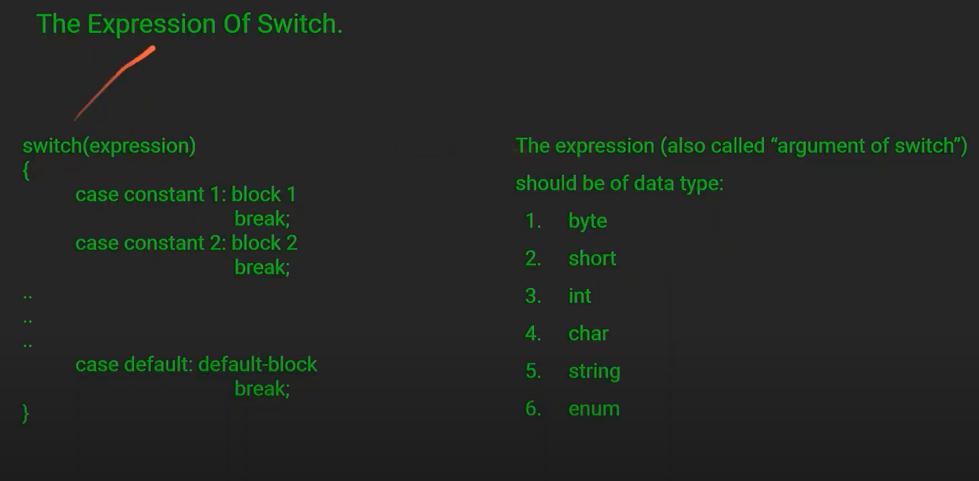 The Expression Of Switch.
switch(expression)
{
case constant 1: block 1
break;
case constant 2: block 2
break;
..
..
..
case default: default-block
break;
}
The expression (also called “argument of switch”)
should be of data type:
1. byte
2. short
3. int
4. char
5. string
6. enum